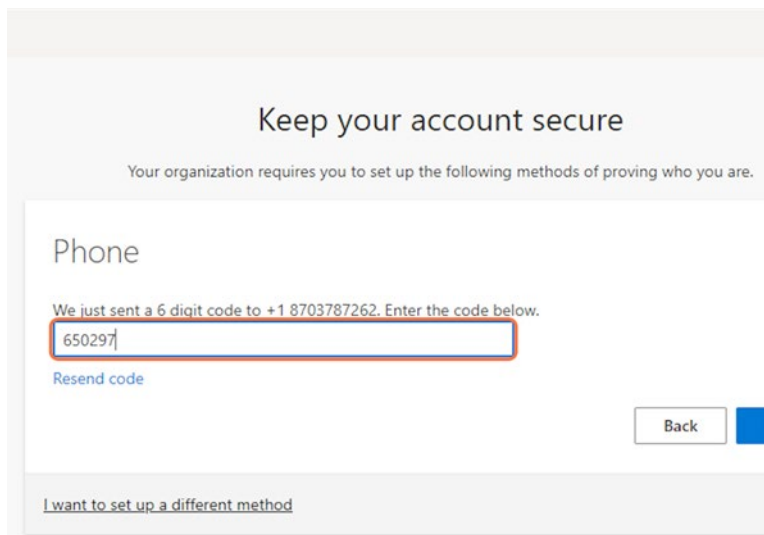 Keep your account secure
Your organization requires you to set up the following methods of proving who you are.
Phone
We just sent a 6 digit code to +1 8703787262. Enter the code below.
650297
Resend code
Back
I want to set up a different method